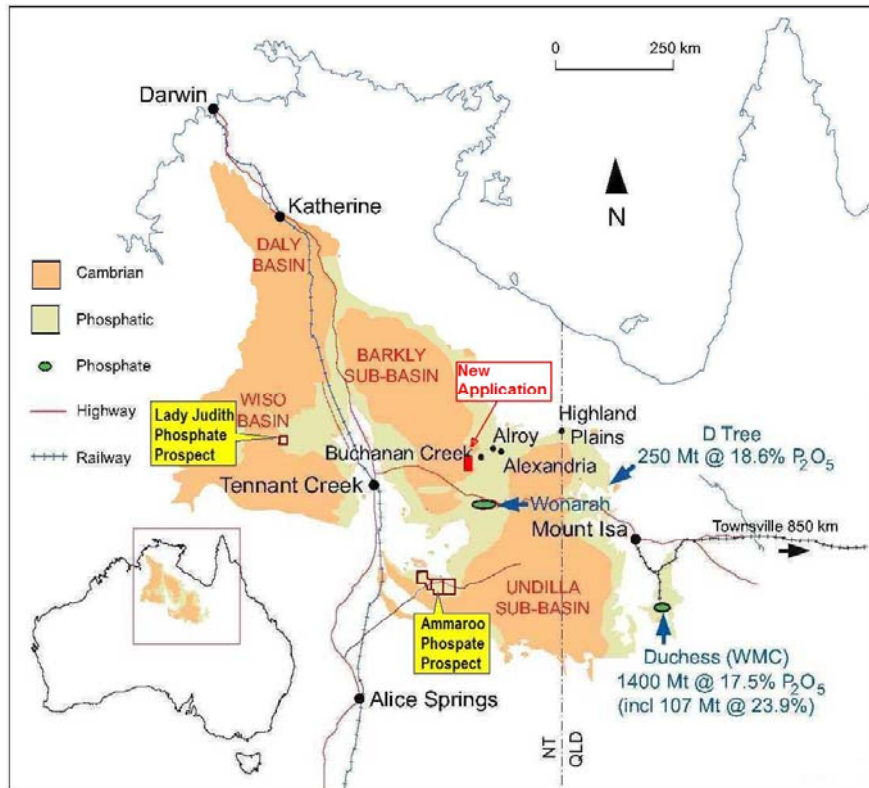 0
250 km
Darwin
N
Katherine
DALY
BASIN
Cambrian
Phosphatic
Phosphate
Highway
Railway
BARKLY
SUB-BASIN
New
Application
WISO
BASIN
Lady Judith
Phosphate
Prospect
Highland
Plains
Alroy
Buchanan Creek
Alexandria
D Tree
250 Mt @ 18.6% P₂O₅
Tennant Creek
Wonarah
Mount Isa
Townsville 850 km
UNDILLA
SUB-BASIN
Ammaroo
Phospate
Prospect
Duchess (WMC)
1400 Mt @ 17.5% P₂O₅
(incl 107 Mt @ 23.9%)
Alice Springs
NT
QLD